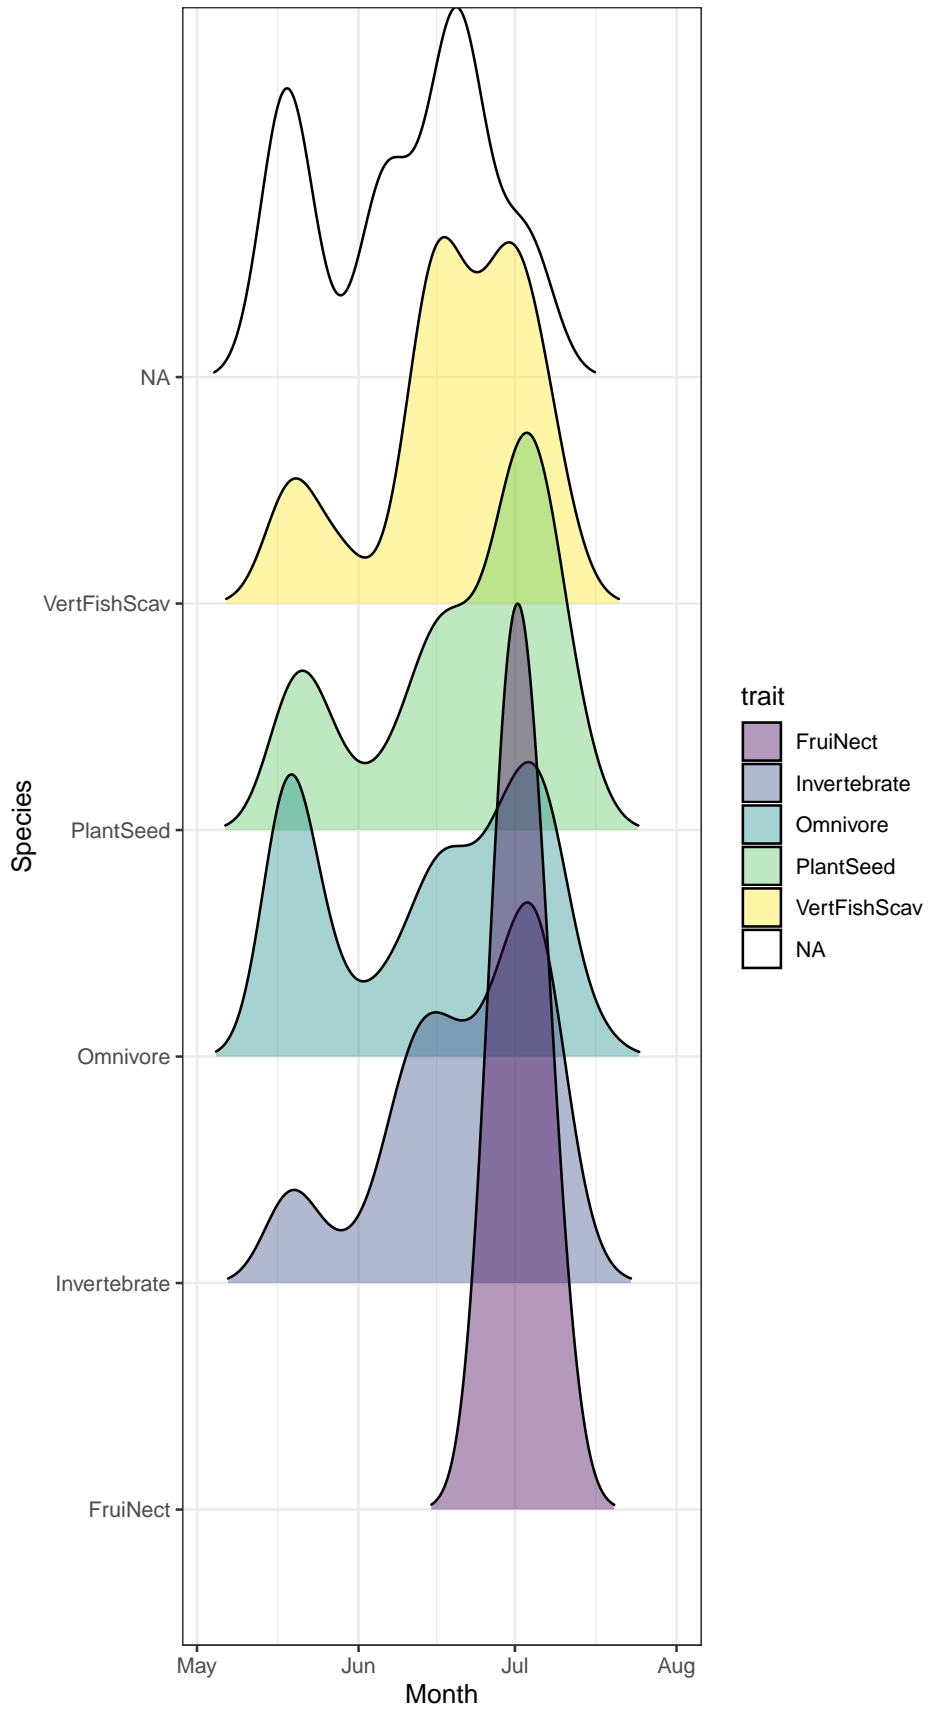 NA
VertFishScav
PlantSeed
Omnivore
Invertebrate
FruiNect
Species
May Jun Jul Aug
Month
trait
FruiNect
Invertebrate
Omnivore
PlantSeed
VertFishScav
NA